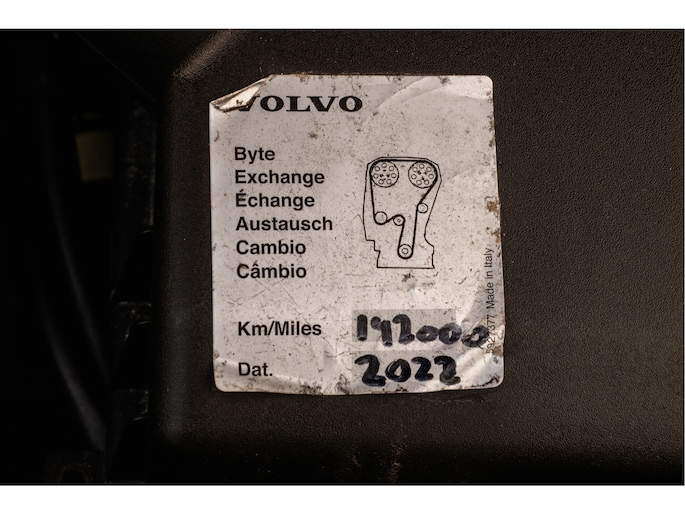 VOLVO
Byte
Exchange
Échange
Austausch
Cambio
Câmbio
Km/Miles 192000
Dat. 2022
Made in Italy